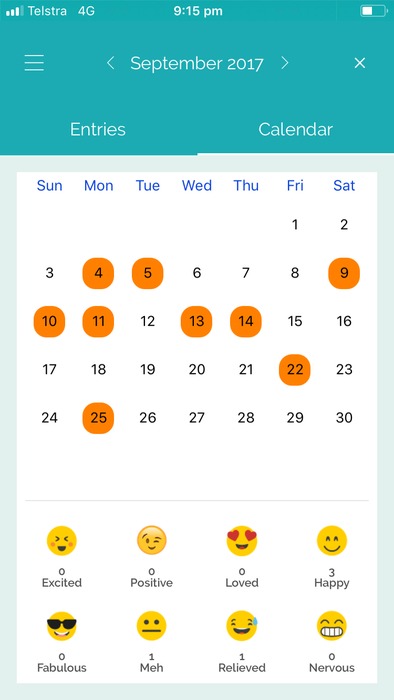 Telstra 4G 9:15 pm
September 2017
Entries Calendar
Sun Mon Tue Wed Thu Fri Sat
1 2
3 4 5 6 7 8 9
10 11 12 13 14 15 16
17 18 19 20 21 22 23
24 25 26 27 28 29 30
0 0 0 3
Excited Positive Loved Happy
0 1 1 0
Fabulous Meh Relieved Nervous